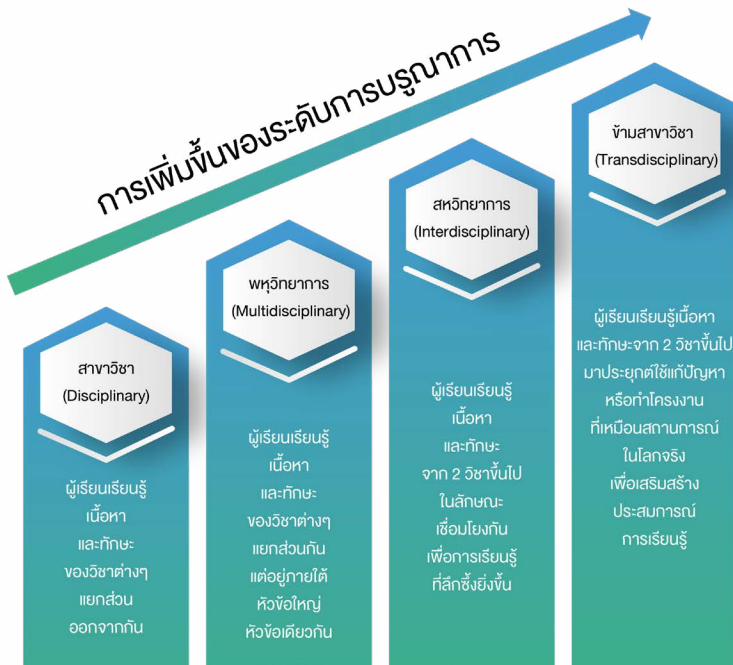 การเพิ่มขึ้นของระดับการบรูณาการ
สาขาวิชา
(Disciplinary)
ผู้เรียนเรียนรู้
เนื้อหา
และทักษะ
ของวิชาต่างๆ
แยกส่วน
ออกจากกัน
พหุวิทยาการ
(Multidisciplinary)
ผู้เรียนเรียนรู้
เนื้อหา
และทักษะ
ของวิชาต่างๆ
แยกส่วนกัน
แต่อยู่ภายใต้
หัวข้อใหญ่
หัวข้อเดียวกัน
สหวิทยาการ
(Interdisciplinary)
ผู้เรียนเรียนรู้
เนื้อหา
และทักษะ
จาก 2 วิชาขึ้นไป
ในลักษณะ
เชื่อมโยงกัน
เพื่อการเรียนรู้
ที่ลึกซึ้งยิ่งขึ้น
ข้ามสาขาวิชา
(Transdisciplinary)
ผู้เรียนเรียนรู้เนื้อหา
และทักษะจาก 2 วิชาขึ้นไป
มาประยุกต์ใช้แก้ปัญหา
หรือทำโครงงาน
ที่เหมือนสถานการณ์
ในโลกจริง
เพื่อเสริมสร้าง
ประสมการณ์
การเรียนรู้